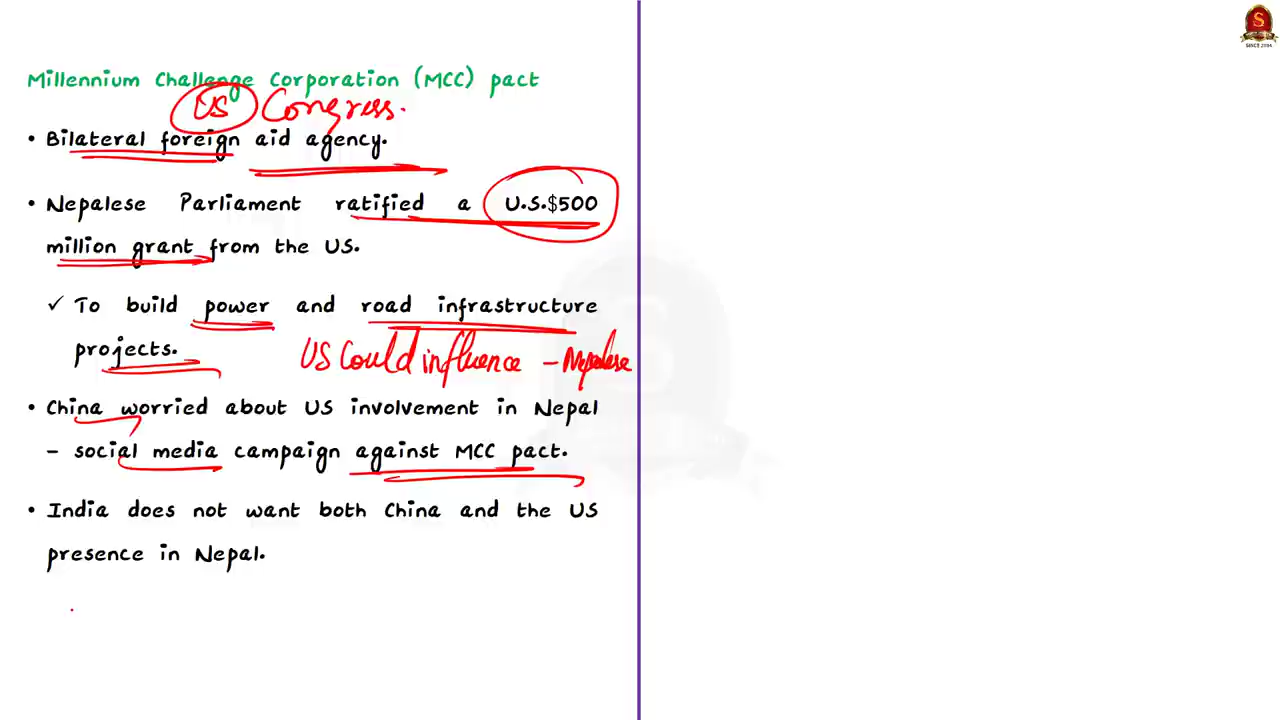 Millennium Challenge Corporation (MCC) pact
US Congress.
• Bilateral foreign aid agency.
• Nepalese Parliament ratified a U.S.$500
million grant from the US.
✓ To build power and road infrastructure
projects.
US Could influence - Nepalese
• China worried about US involvement in Nepal
- social media campaign against MCC pact.
• India does not want both China and the US
presence in Nepal.
S
SINCE 2004